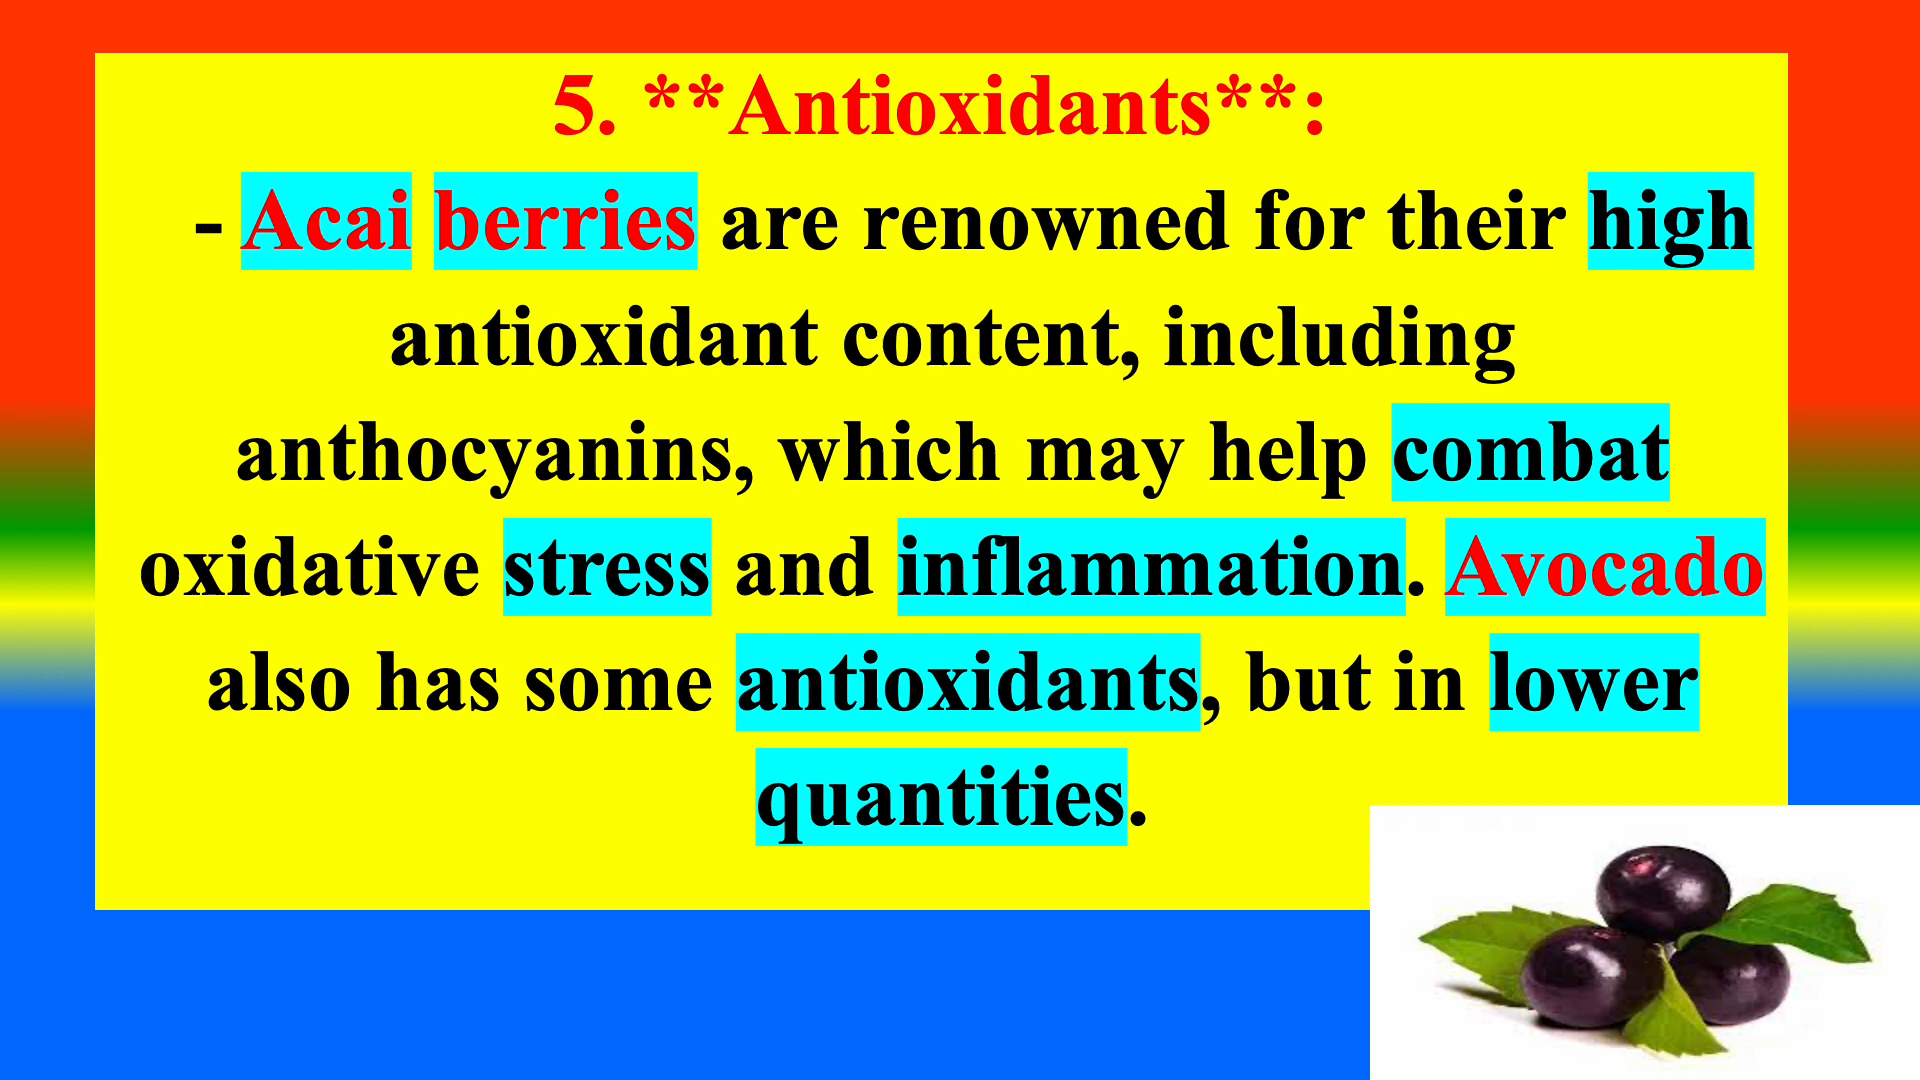 5. **Antioxidants**:
- Acai berries are renowned for their high
antioxidant content, including
anthocyanins, which may help combat
oxidative stress and inflammation. Avocado
also has some antioxidants, but in lower
quantities.